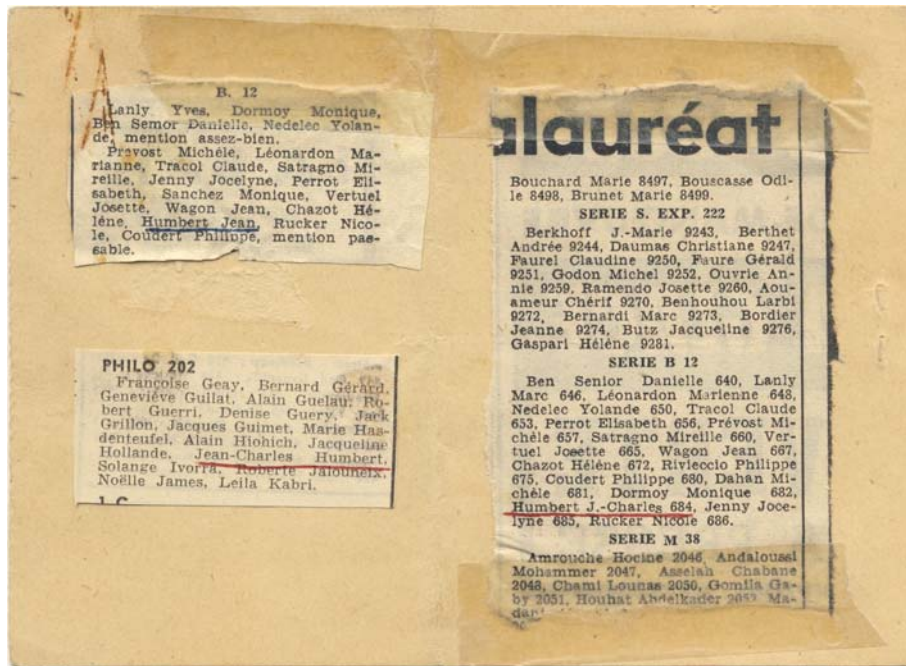 B. 12
Lanly Yves, Dormoy Monique,
Ben Semor Danielle, Nedelec Yolan-
de, mention assez-bien.
Prévost Michèle, Léonardon Ma-
rianne, Tracol Claude, Satragno Mi-
reille, Jenny Jocelyne, Perrot Eli-
sabeth, Sanchez Monique, Vertuel
Josette, Wagon Jean, Chazot Hé-
lène, Humbert Jean, Rucker Nico-
le, Coudert Philippe, mention pas-
sable.
PHILO 202
Françoise Geay, Bernard Gérard,
Geneviève Guilat, Alain Guelau, Ro-
bert Guerri, Denise Guery, Jack
Grillon, Jacques Guimet, Marie Has-
denteufel, Alain Hiohich, Jacqueline
Hollande, Jean-Charles Humbert,
Solange Ivorra, Roberte Jalouneix,
Noëlle James, Leila Kabri.
alauréat
Bouchard Marie 8497, Bouscasse Odi-
le 8498, Brunet Marie 8499.
SERIE S. EXP. 222
Berkhoff J.-Marie 9243, Berthet
Andrée 9244, Daumas Christiane 9247,
Faurel Claudine 9250, Faure Gérald
9251, Godon Michel 9252, Ouvrie An-
nie 9259, Ramendo Josette 9260, Aou-
ameur Chérif 9270, Benhouhou Larbi
9272, Bernardi Marc 9273, Bordier
Jeanne 9274, Butz Jacqueline 9276,
Gaspari Hélène 9281.
SERIE B 12
Ben Senior Danielle 640, Lanly
Marc 646, Léonardon Marienne 648,
Nedelec Yolande 650, Tracol Claude
653, Perrot Elisabeth 656, Prévost Mi-
chèle 657, Satragno Mireille 660, Ver-
tuel Josette 665, Wagon Jean 667,
Chazot Hélène 672, Rivieccio Philippe
675, Coudert Philippe 680, Dahan Mi-
chèle 681, Dormoy Monique 682,
Humbert J.-Charles 684, Jenny Joce-
lyne 685, Rucker Nicole 686.
SERIE M 38
Amrouche Hocine 2046, Andaloussi
Mohammer 2047, Asselah Chabane
2048, Chami Lounas 2050, Gomila Ga-
by 2051, Houhat Abdelkader 2052, Ma-